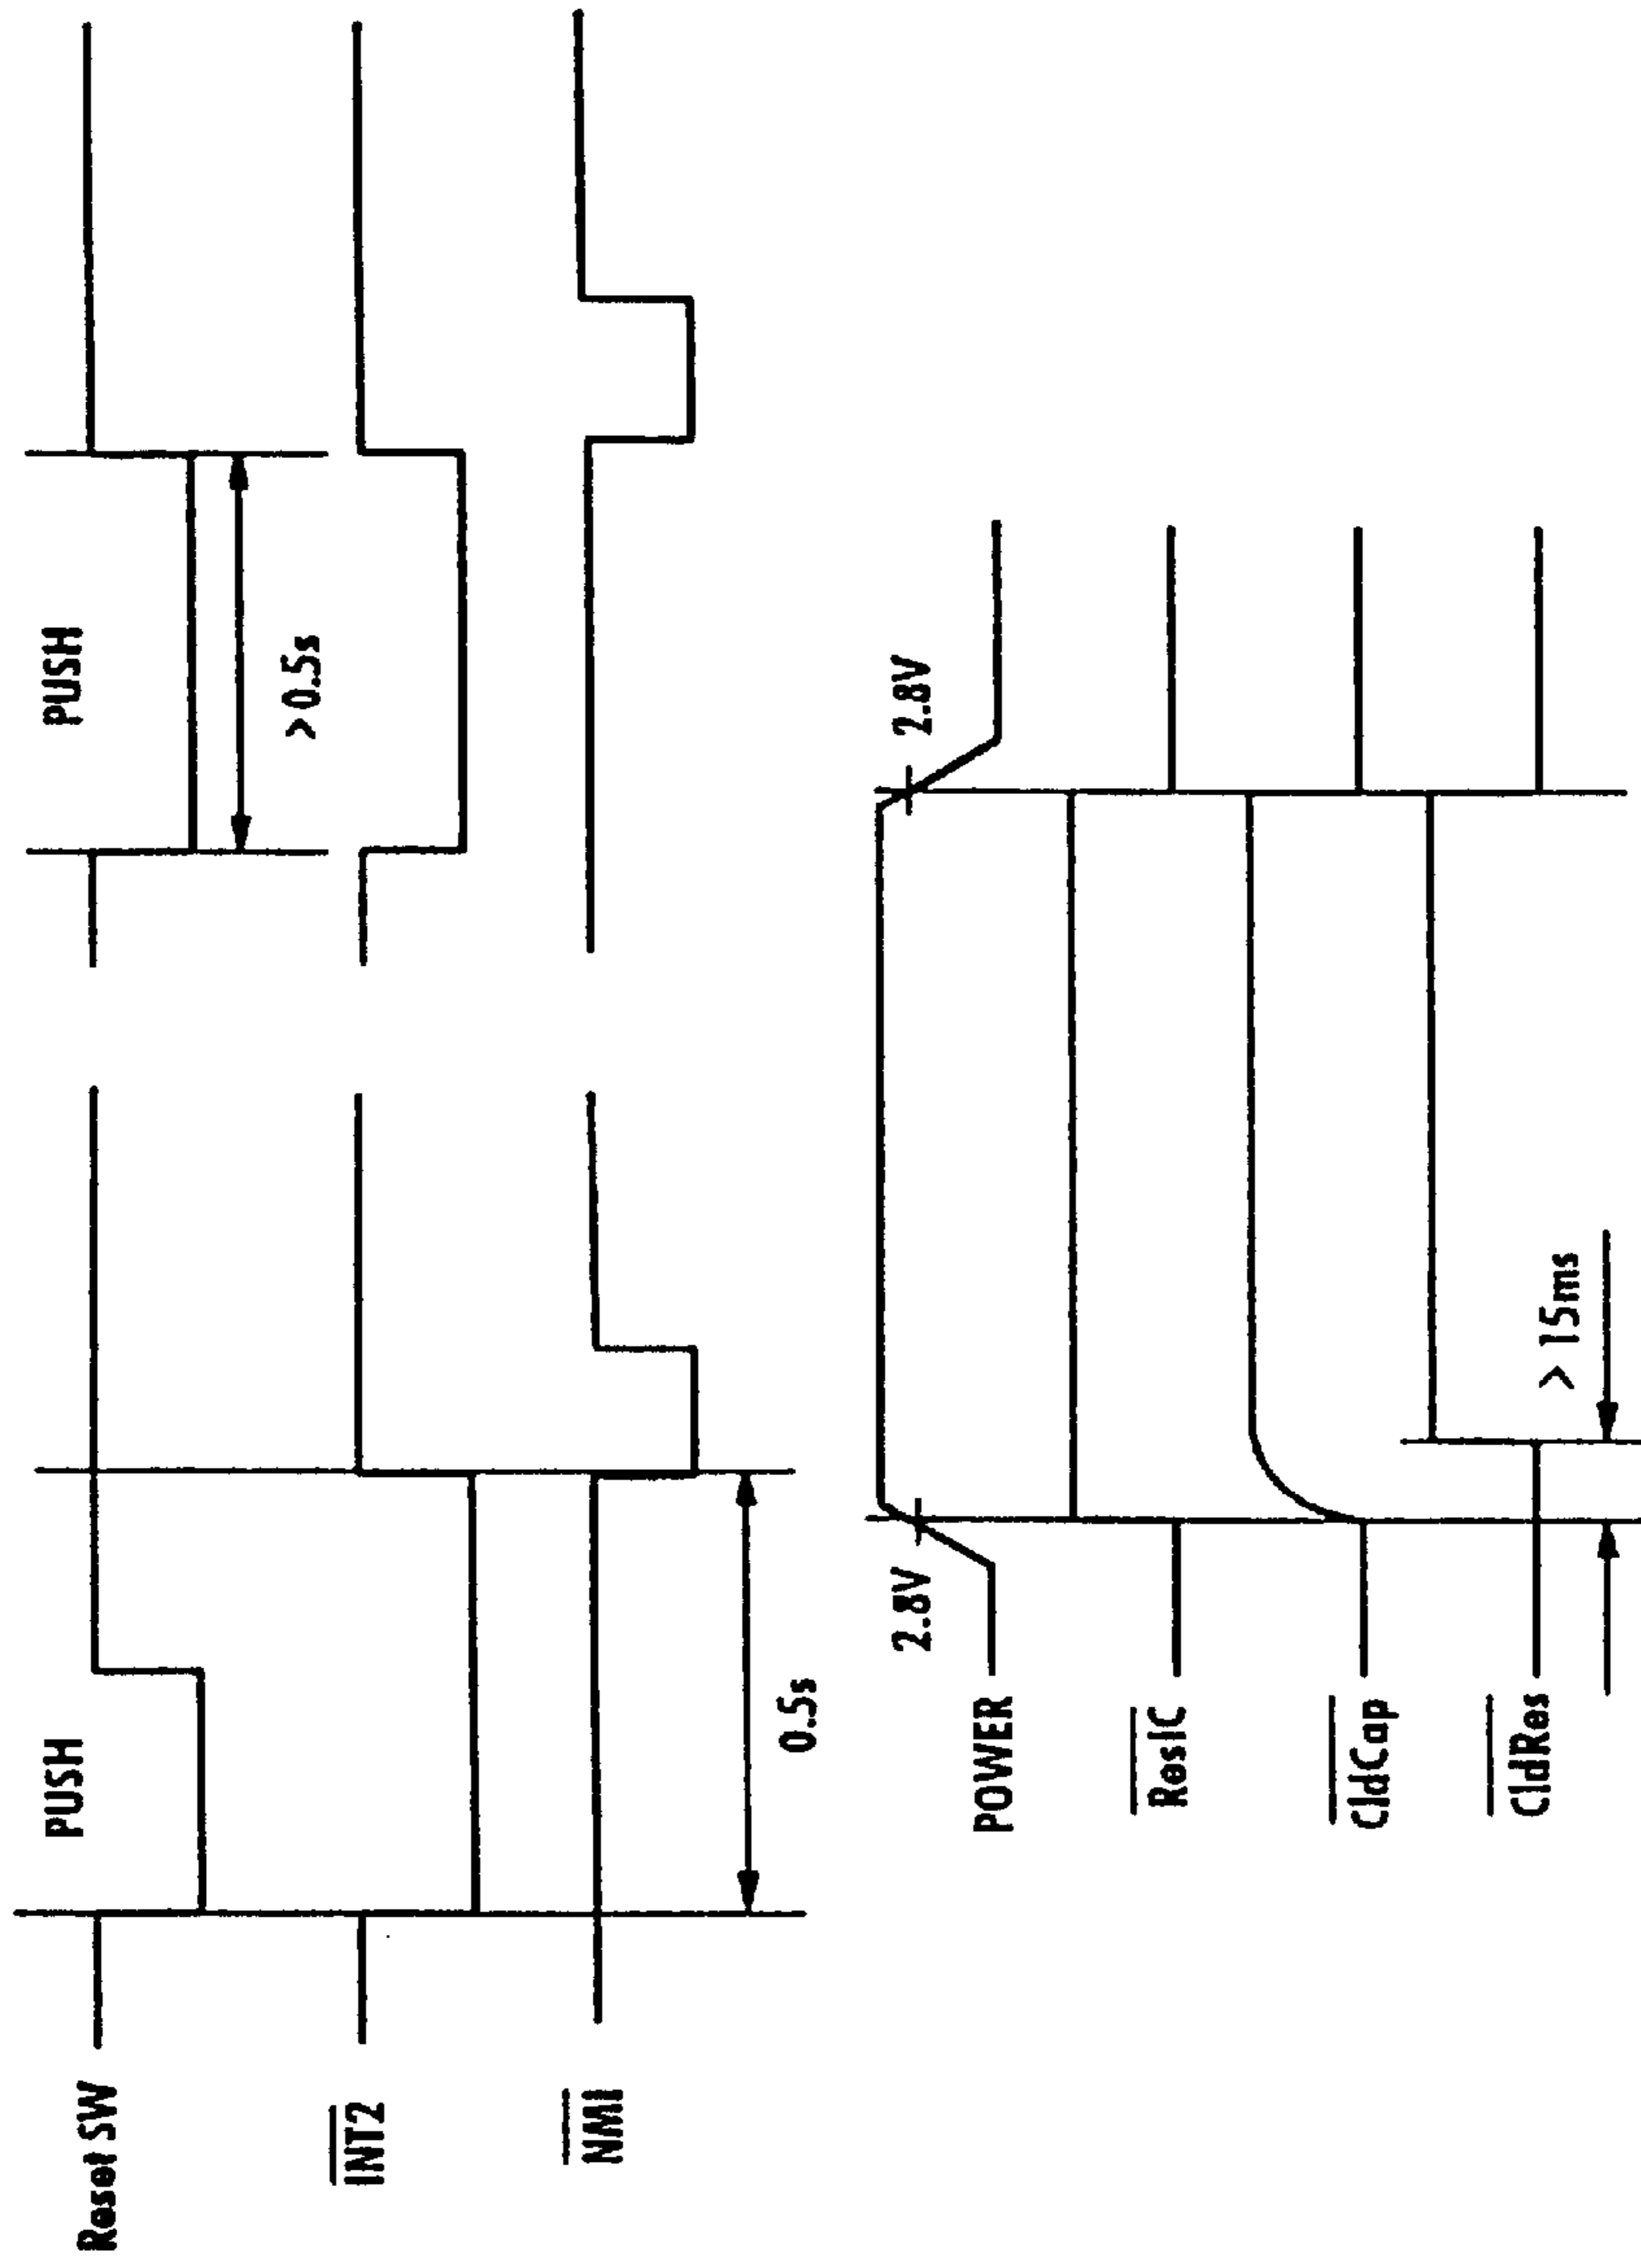 PUSH
PUSH
Reset SW
> 0.5s
INT2
NMI
0.5s
2.8V
2.8V
POWER
ResIC
CldCap
CldRes
> 15ms